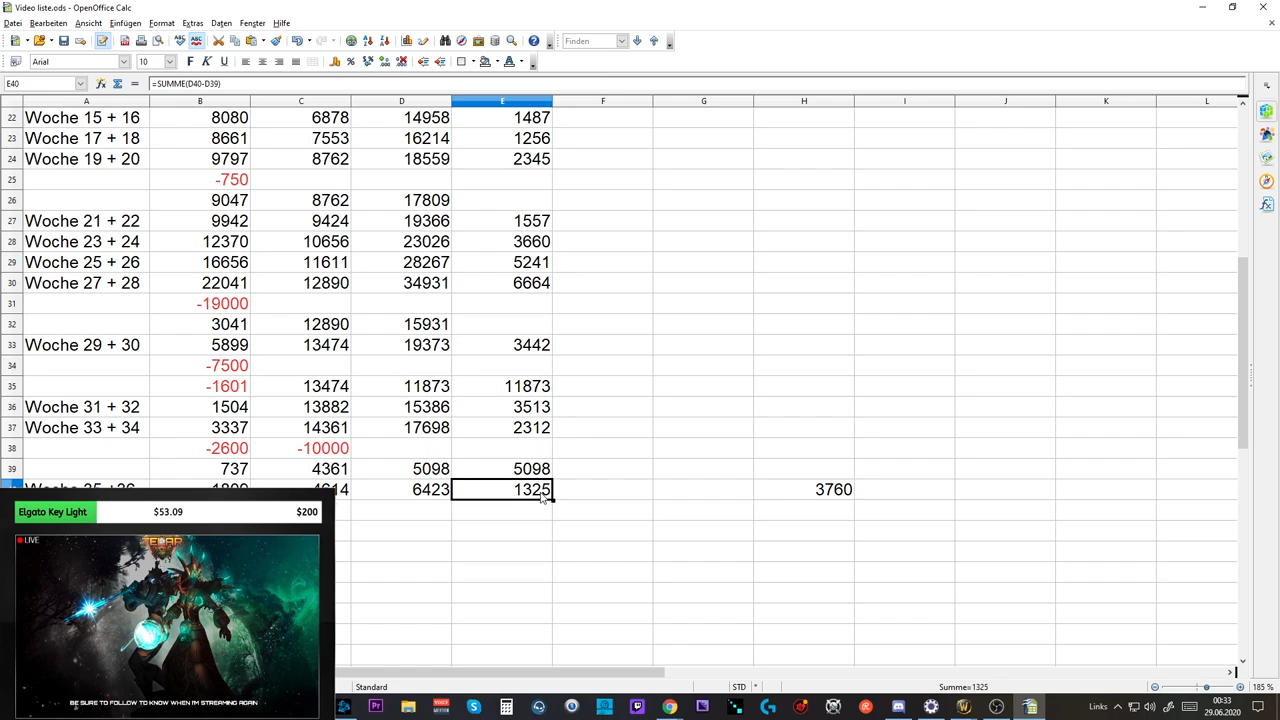 Video liste.ods - OpenOffice Calc
Datei Bearbeiten Ansicht Einfügen Format Extras Daten Fenster Hilfe
Finden
Arial 10
E40 =SUMME(D40-D39)
A B C D E F G H I J K L
22 Woche 15 + 16 8080 6878 14958 1487
23 Woche 17 + 18 8661 7553 16214 1256
24 Woche 19 + 20 9797 8762 18559 2345
25 -750
26 9047 8762 17809
27 Woche 21 + 22 9942 9424 19366 1557
28 Woche 23 + 24 12370 10656 23026 3660
29 Woche 25 + 26 16656 11611 28267 5241
30 Woche 27 + 28 22041 12890 34931 6664
31 -19000
32 3041 12890 15931
33 Woche 29 + 30 5899 13474 19373 3442
34 -7500
35 -1601 13474 11873 11873
36 Woche 31 + 32 1504 13882 15386 3513
37 Woche 33 + 34 3337 14361 17698 2312
38 -2600 -10000
39 737 4361 5098 5098
6423 1325 3760
Elgato Key Light $53.09 $200
LIVE
BE SURE TO FOLLOW TO KNOW WHEN I'M STREAMING AGAIN
Standard STD * Summe=1325 185 %
Links 00:33
29.06.2020